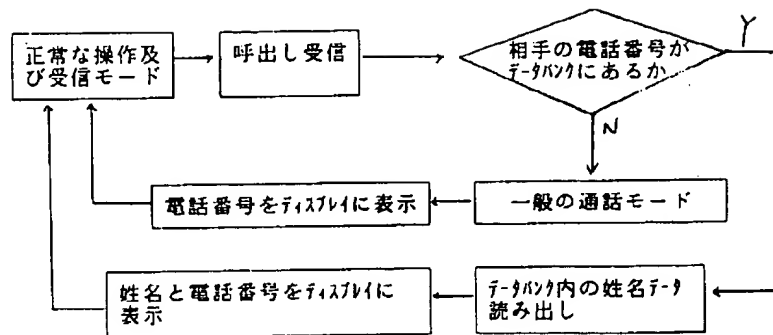 正常な操作及
び受信モード
呼出し受信
相手の電話番号が
データバンクにあるか
Y
N
電話番号をディスプレイに表示
一般の通話モード
姓名と電話番号をディスプレイに
表示
データバンク内の姓名データ
読み出し